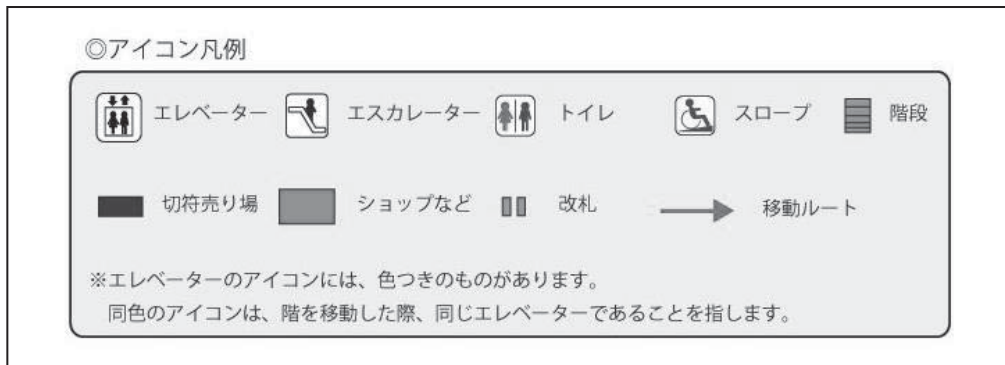 ◎アイコン凡例
エレベーター エスカレーター トイレ スロープ 階段
切符売り場 ショップなど 改札 移動ルート
※エレベーターのアイコンには、色つきのものがあります。
同色のアイコンは、階を移動した際、同じエレベーターであることを指します。